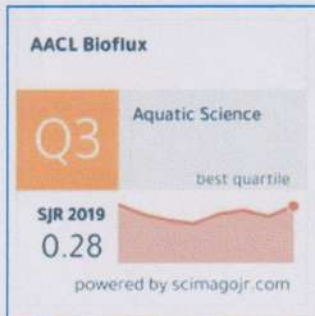 AACL Bioflux
Q3
Aquatic Science
best quartile
SJR 2019
0.28
powered by scimagojr.com